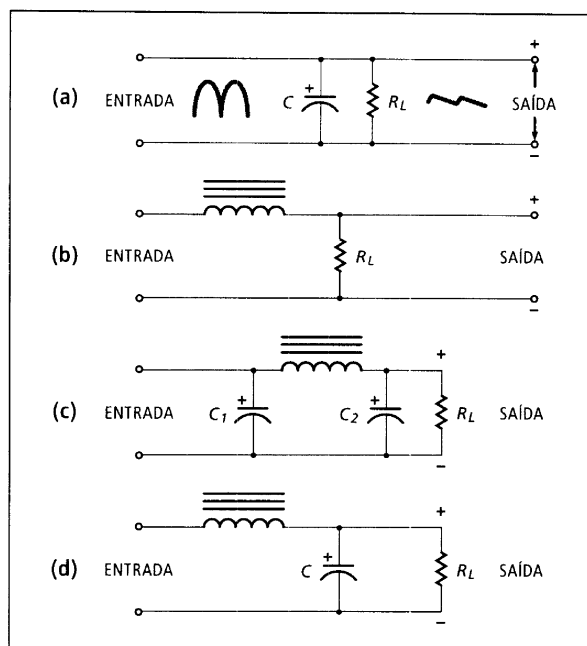 +
(a) ENTRADA + C R_L SAÍDA
−
+
(b) ENTRADA R_L SAÍDA
−
+
(c) ENTRADA + C_1 + C_2 R_L SAÍDA
−
+
(d) ENTRADA + C R_L SAÍDA
−